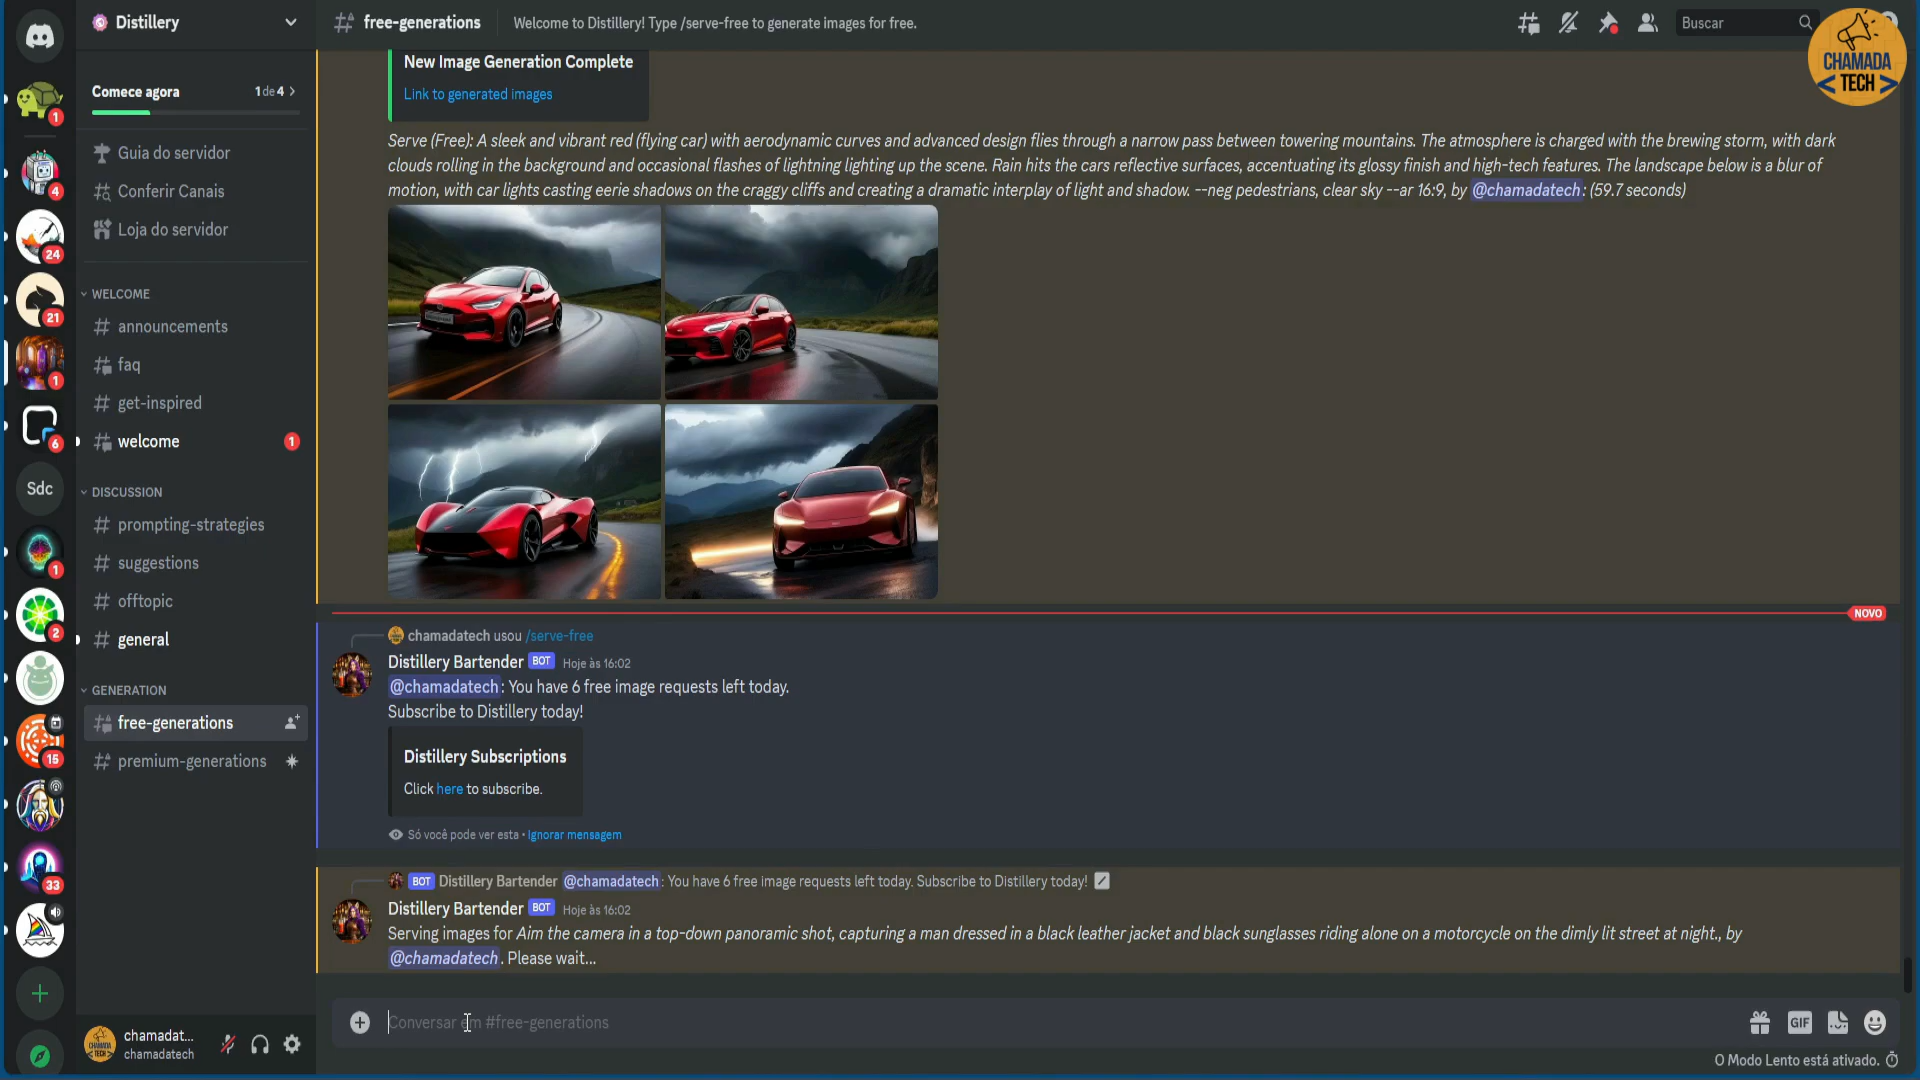 Distillery
free-generations
Welcome to Distillery! Type /serve-free to generate images for free.
Buscar
CHAMADA
< TECH >
Comece agora
1 de 4
Guia do servidor
Conferir Canais
Loja do servidor
WELCOME
announcements
faq
get-inspired
welcome
1
DISCUSSION
prompting-strategies
suggestions
offtopic
general
GENERATION
free-generations
premium-generations
1
4
24
21
1
6
Sdc
1
2
15
33
chamadat...
chamadatech
New Image Generation Complete
Link to generated images
Serve (Free): A sleek and vibrant red (flying car) with aerodynamic curves and advanced design flies through a narrow pass between towering mountains. The atmosphere is charged with the brewing storm, with dark
clouds rolling in the background and occasional flashes of lightning lighting up the scene. Rain hits the cars reflective surfaces, accentuating its glossy finish and high-tech features. The landscape below is a blur of
motion, with car lights casting eerie shadows on the craggy cliffs and creating a dramatic interplay of light and shadow. --neg pedestrians, clear sky --ar 16:9, by @chamadatech: (59.7 seconds)
NOVO
chamadatech usou /serve-free
Distillery Bartender BOT Hoje às 16:02
@chamadatech: You have 6 free image requests left today.
Subscribe to Distillery today!
Distillery Subscriptions
Click here to subscribe.
Só você pode ver esta • Ignorar mensagem
BOT Distillery Bartender @chamadatech: You have 6 free image requests left today. Subscribe to Distillery today!
Distillery Bartender BOT Hoje às 16:02
Serving images for Aim the camera in a top-down panoramic shot, capturing a man dressed in a black leather jacket and black sunglasses riding alone on a motorcycle on the dimly lit street at night., by
@chamadatech. Please wait...
Conversar em #free-generations
GIF
O Modo Lento está ativado.